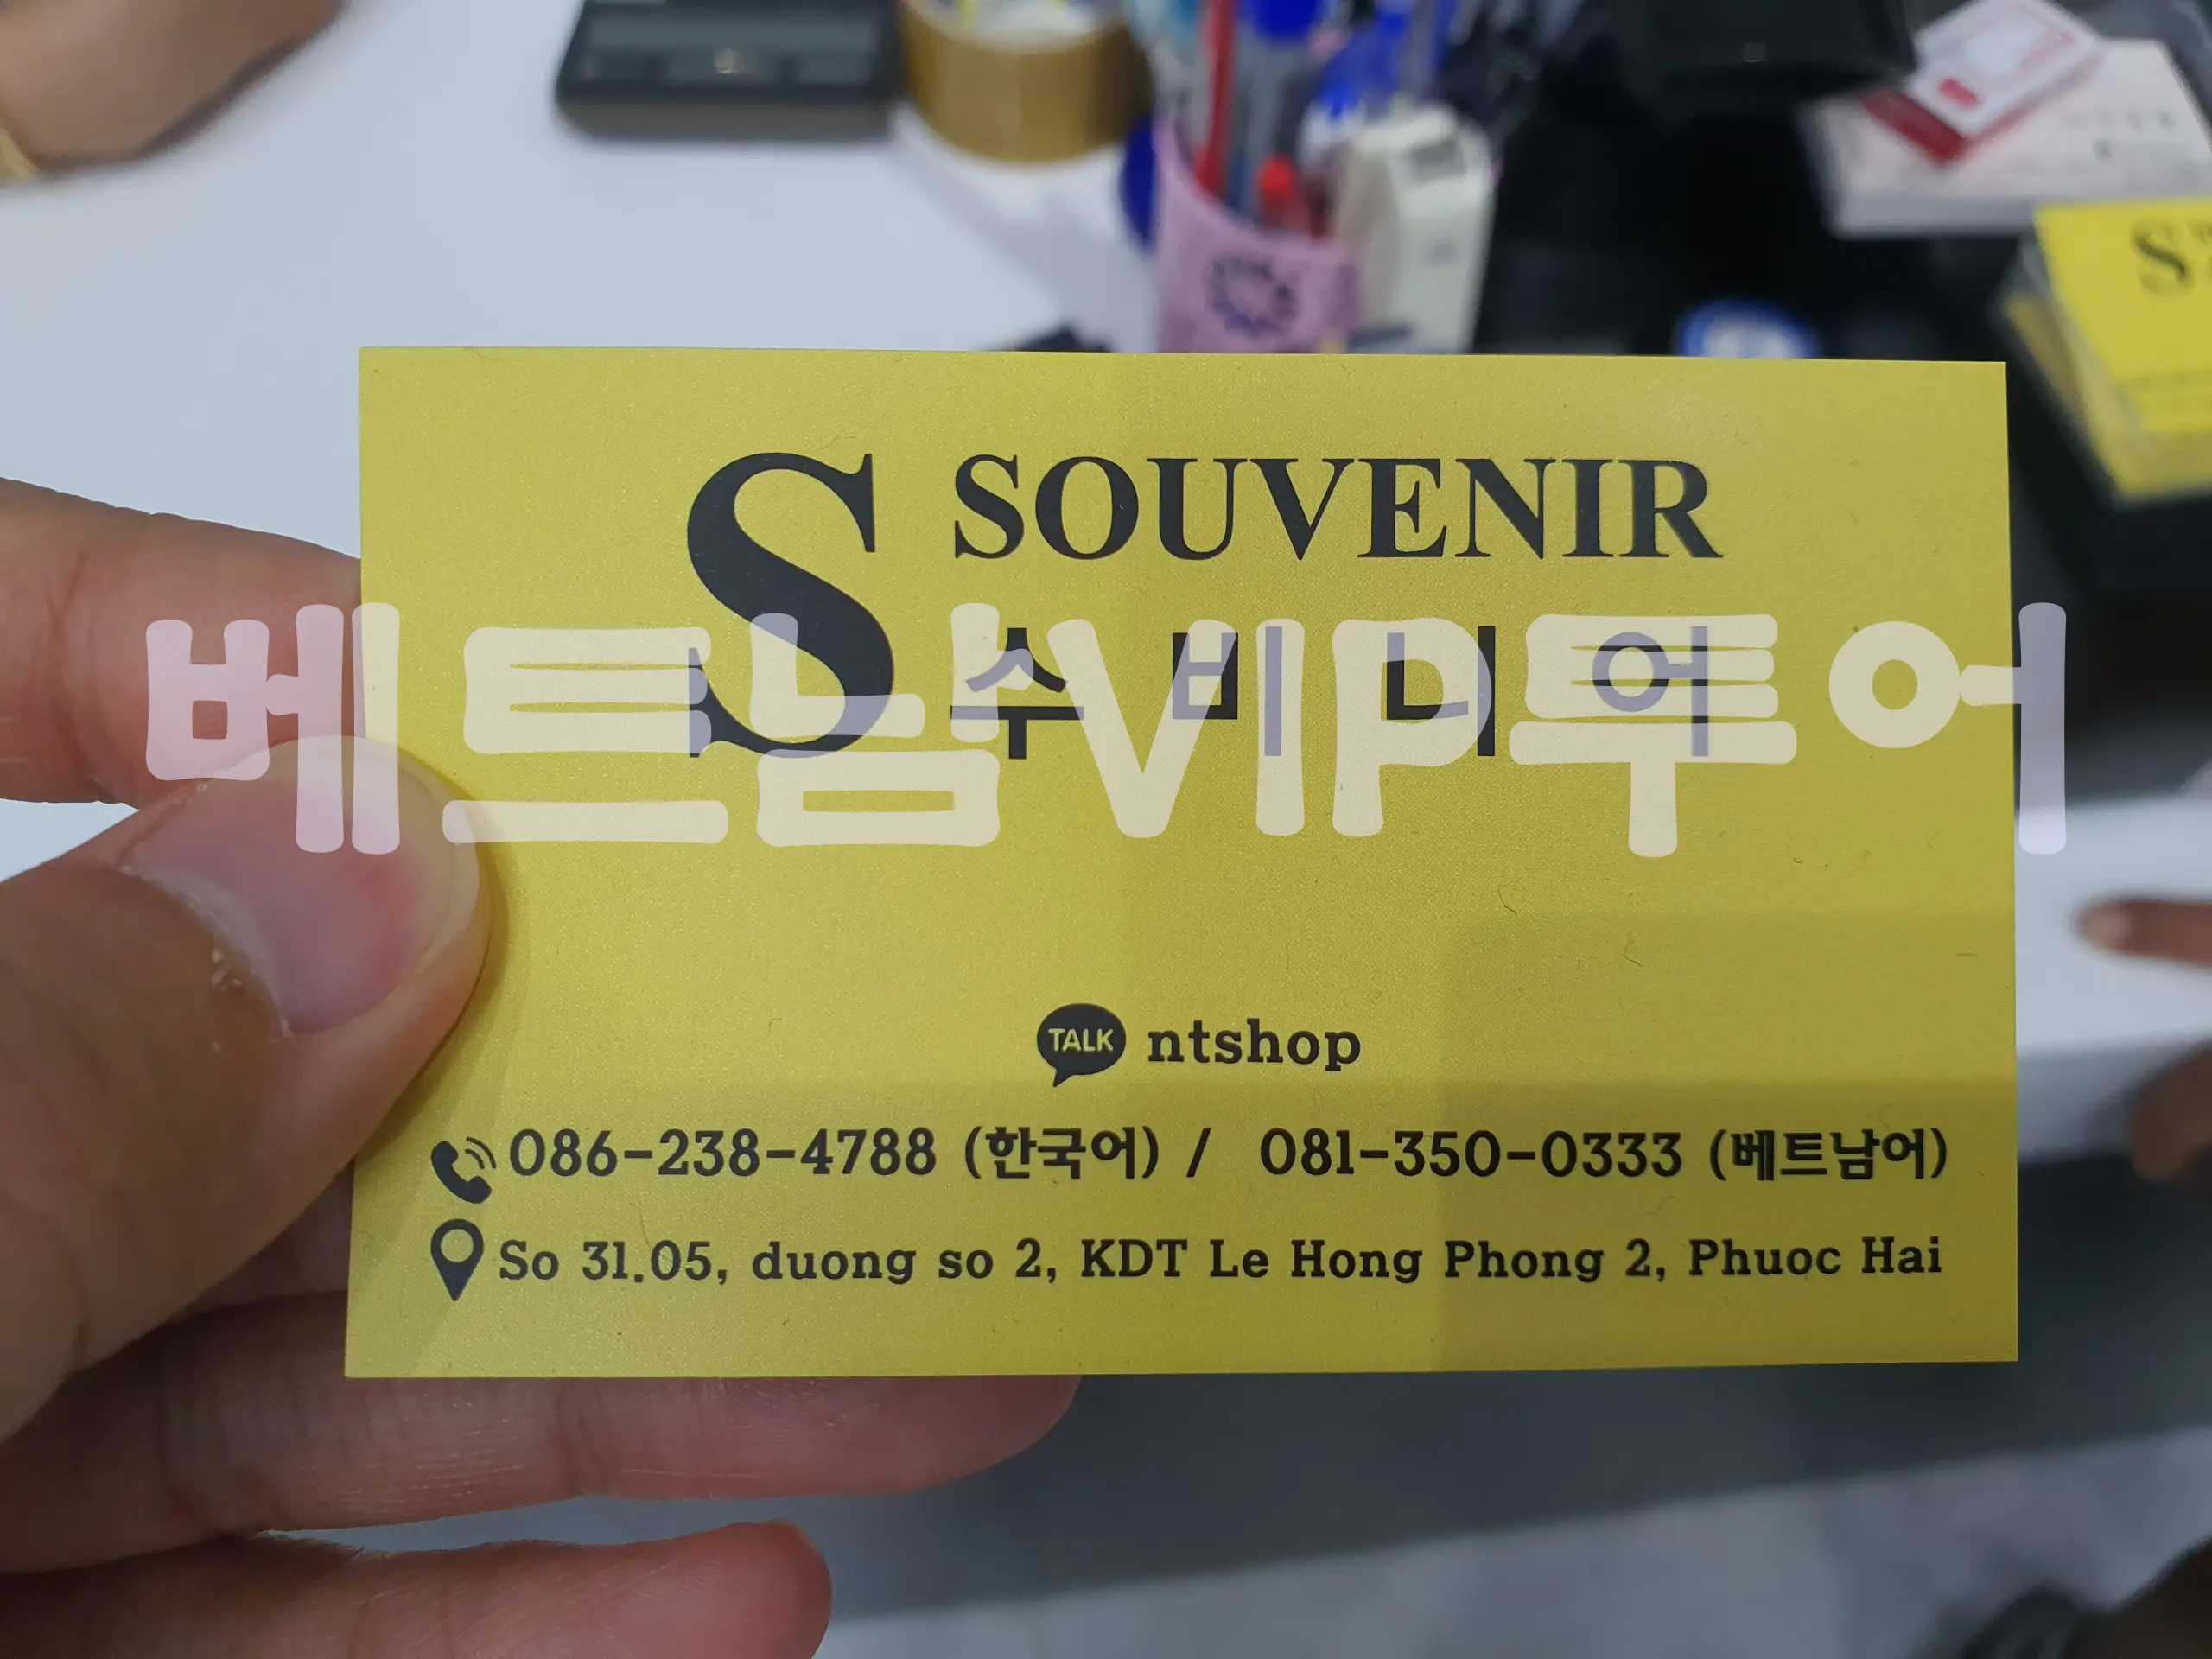 S SOUVENIR
수비니어
베트남VIP투어
TALK ntshop
086-238-4788 (한국어) / 081-350-0333 (베트남어)
So 31.05, duong so 2, KDT Le Hong Phong 2, Phuoc Hai
S